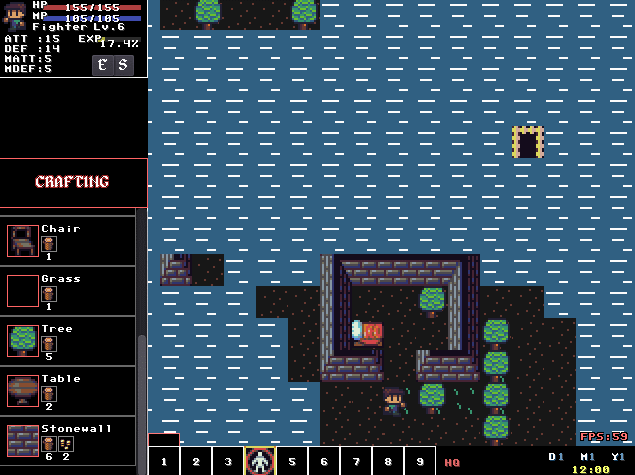 HP 155/155
MP 105/105
Fighter Lv.6
ATT :15 EXP
17.4%
DEF :14
MATT:5
MDEF:5
E S
CRAFTING
Chair
1
Grass
1
Tree
5
Table
2
Stonewall
6 2
FPS:59
1 2 3 5 6 7 8 9 HQ
D1 M1 Y1
12:00